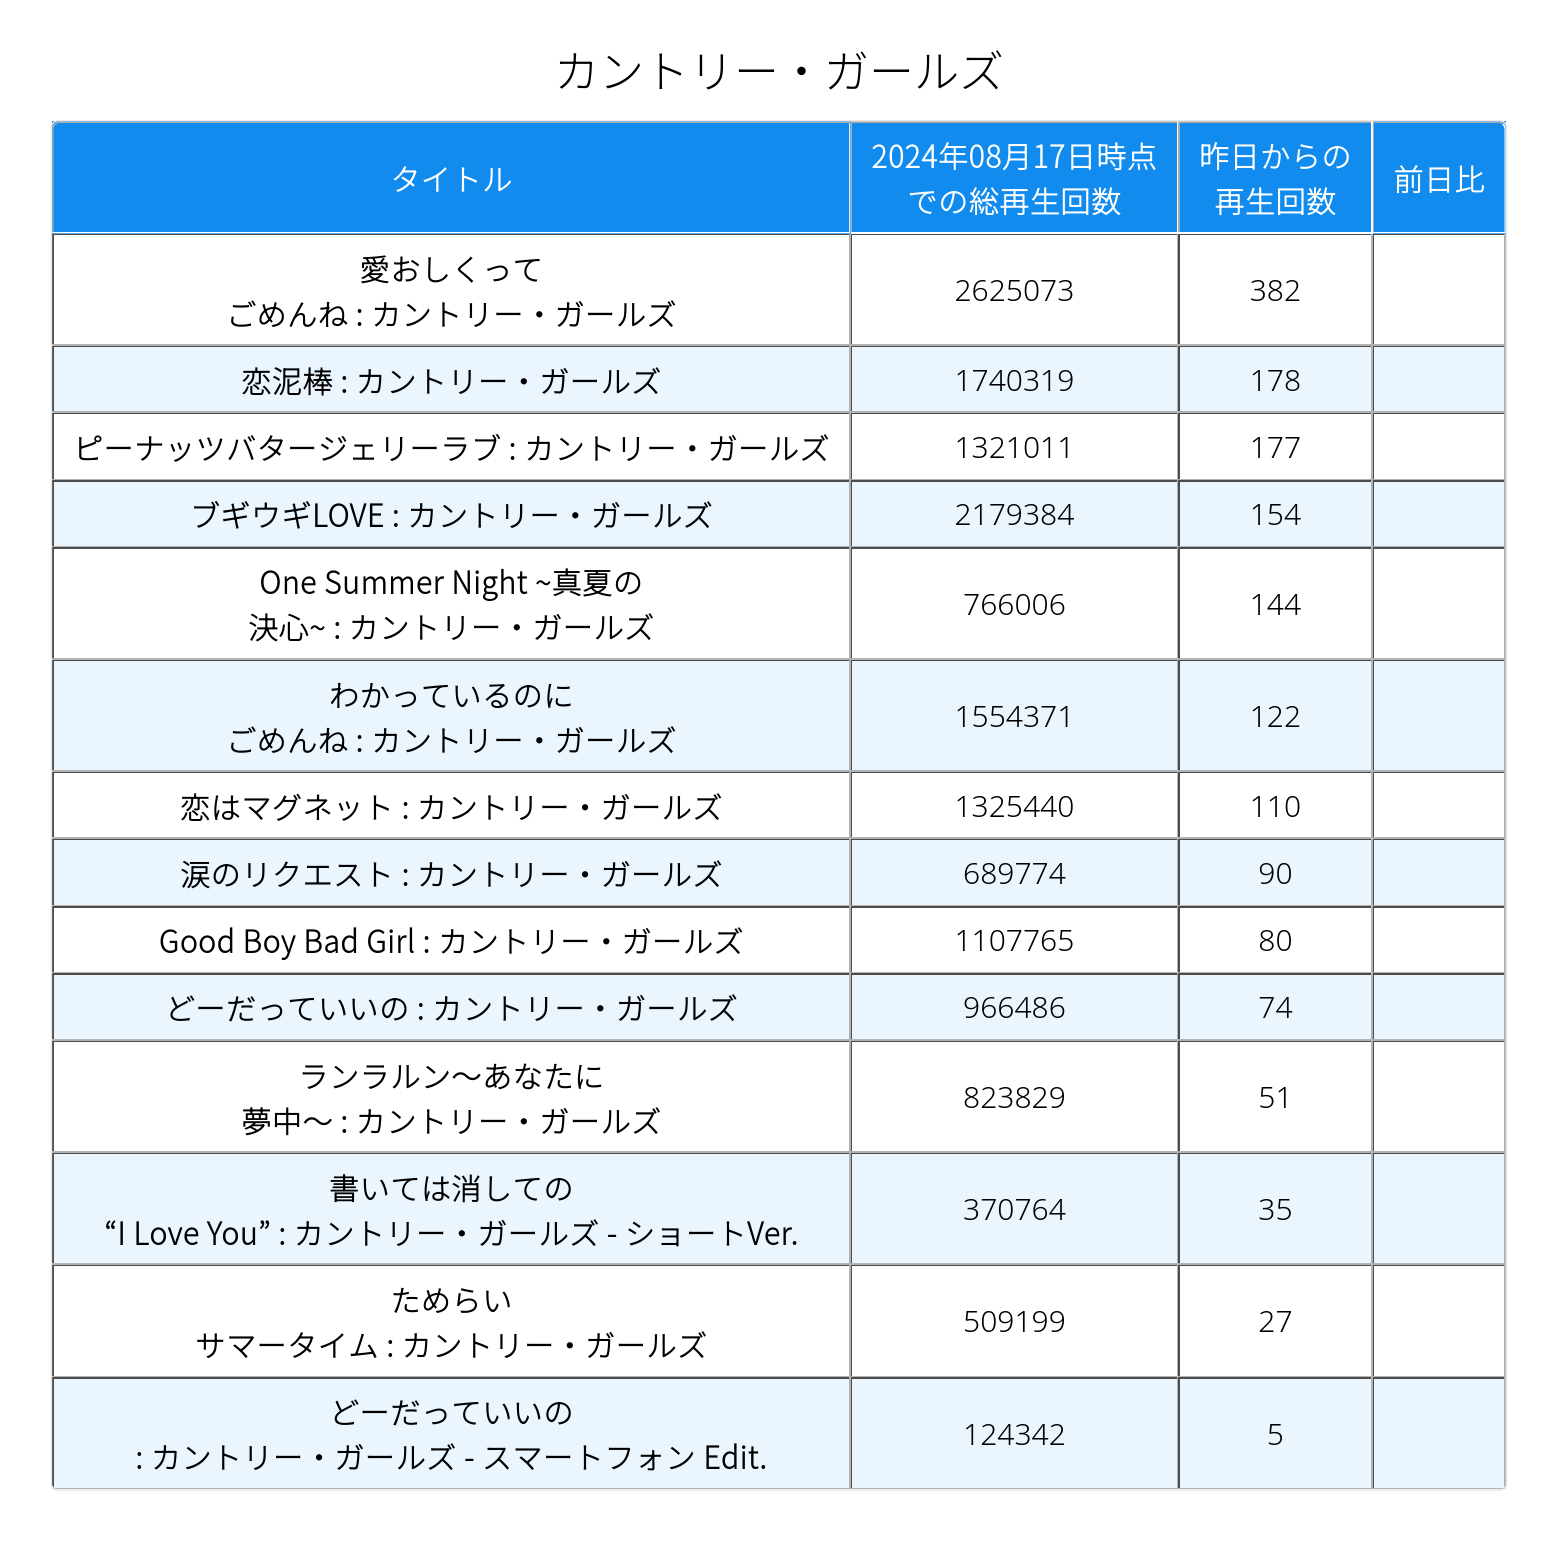 カントリー・ガールズ
タイトル
2024年08月17日時点
での総再生回数
昨日からの
再生回数
前日比
愛おしくって
ごめんね : カントリー・ガールズ
2625073
382
恋泥棒 : カントリー・ガールズ
1740319
178
ピーナッツバタージェリーラブ : カントリー・ガールズ
1321011
177
ブギウギLOVE : カントリー・ガールズ
2179384
154
One Summer Night ~真夏の
決心~ : カントリー・ガールズ
766006
144
わかっているのに
ごめんね : カントリー・ガールズ
1554371
122
恋はマグネット : カントリー・ガールズ
1325440
110
涙のリクエスト : カントリー・ガールズ
689774
90
Good Boy Bad Girl : カントリー・ガールズ
1107765
80
どーだっていいの : カントリー・ガールズ
966486
74
ランラルン～あなたに
夢中～ : カントリー・ガールズ
823829
51
書いては消しての
“I Love You” : カントリー・ガールズ - ショートVer.
370764
35
ためらい
サマータイム : カントリー・ガールズ
509199
27
どーだっていいの
: カントリー・ガールズ - スマートフォン Edit.
124342
5